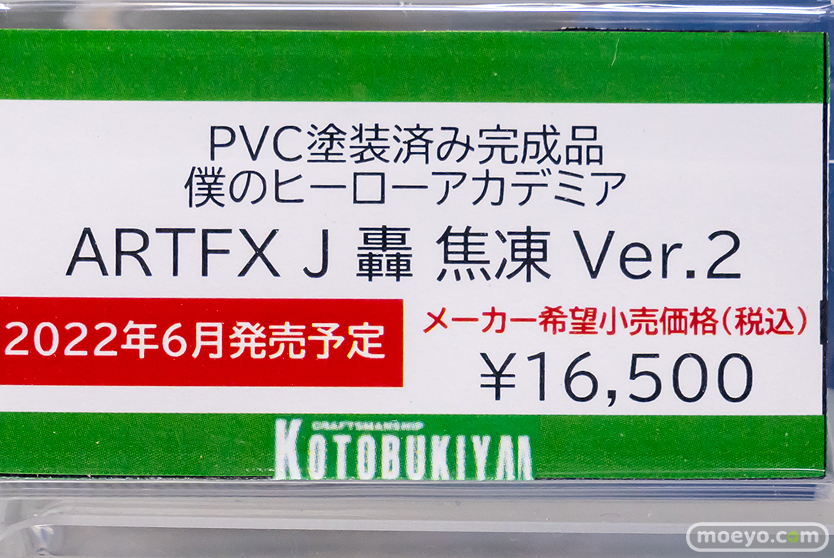 PVC塗装済み完成品
僕のヒーローアカデミア
ARTFX J 轟 焦凍 Ver.2
2022年6月発売予定
メーカー希望小売価格(税込)
¥16,500
CRAFTSMANSHIP
KOTOBUKIYA
moeyo.com